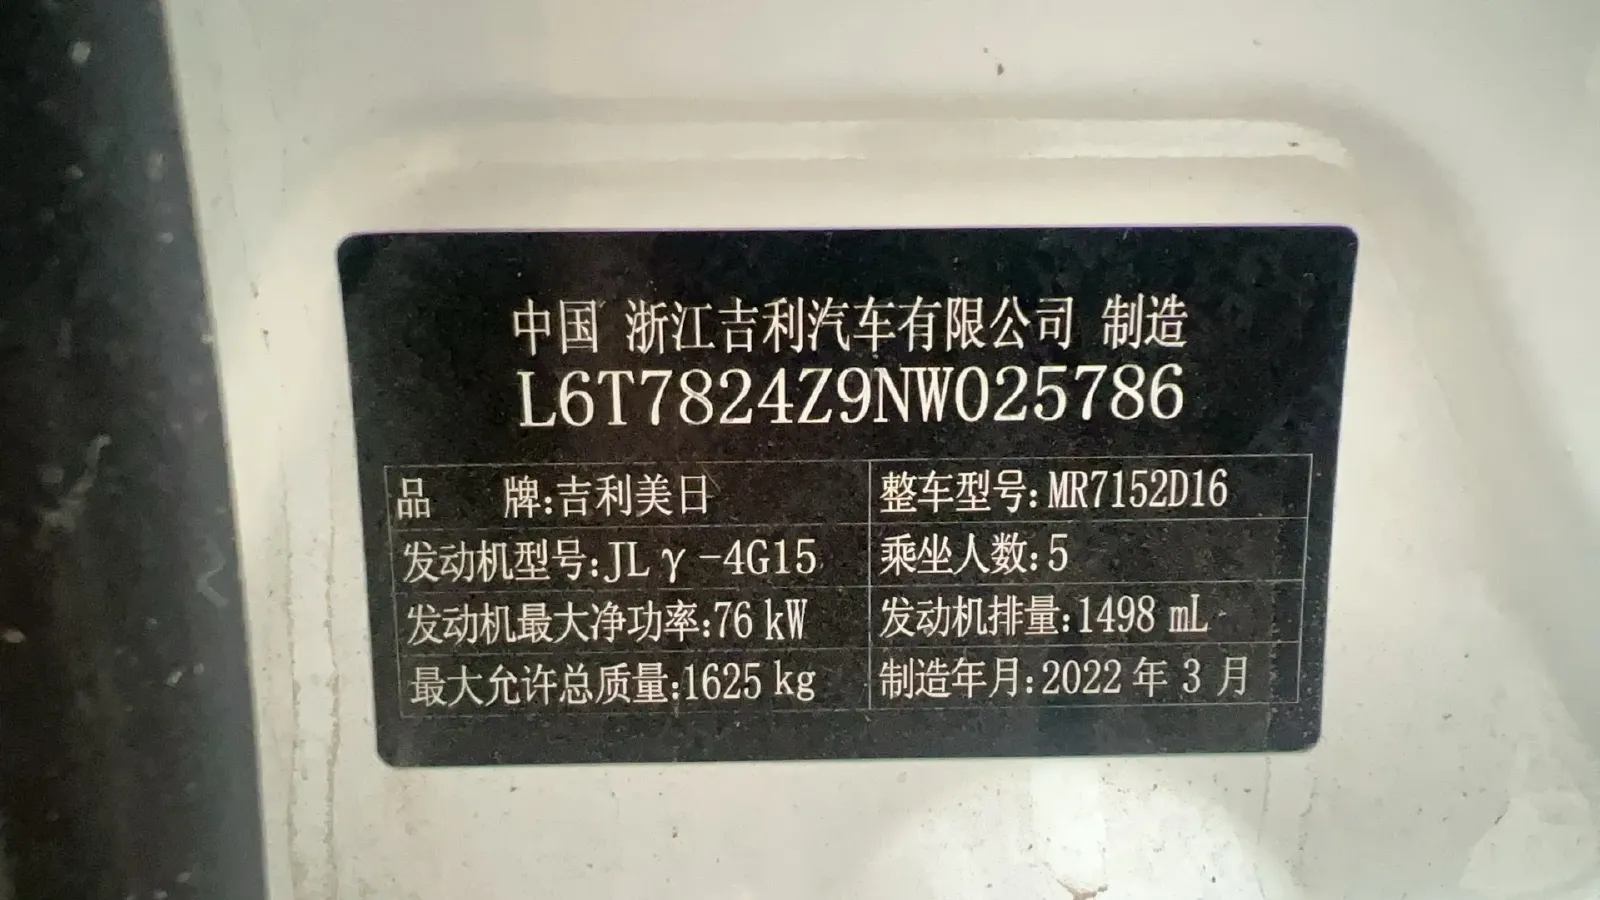 中国 浙江吉利汽车有限公司 制造
L6T7824Z9NW025786
品 牌:吉利美日 整车型号:MR7152D16
发动机型号:JLγ-4G15 乘坐人数:5
发动机最大净功率:76 kW 发动机排量:1498 mL
最大允许总质量:1625 kg 制造年月:2022 年 3 月